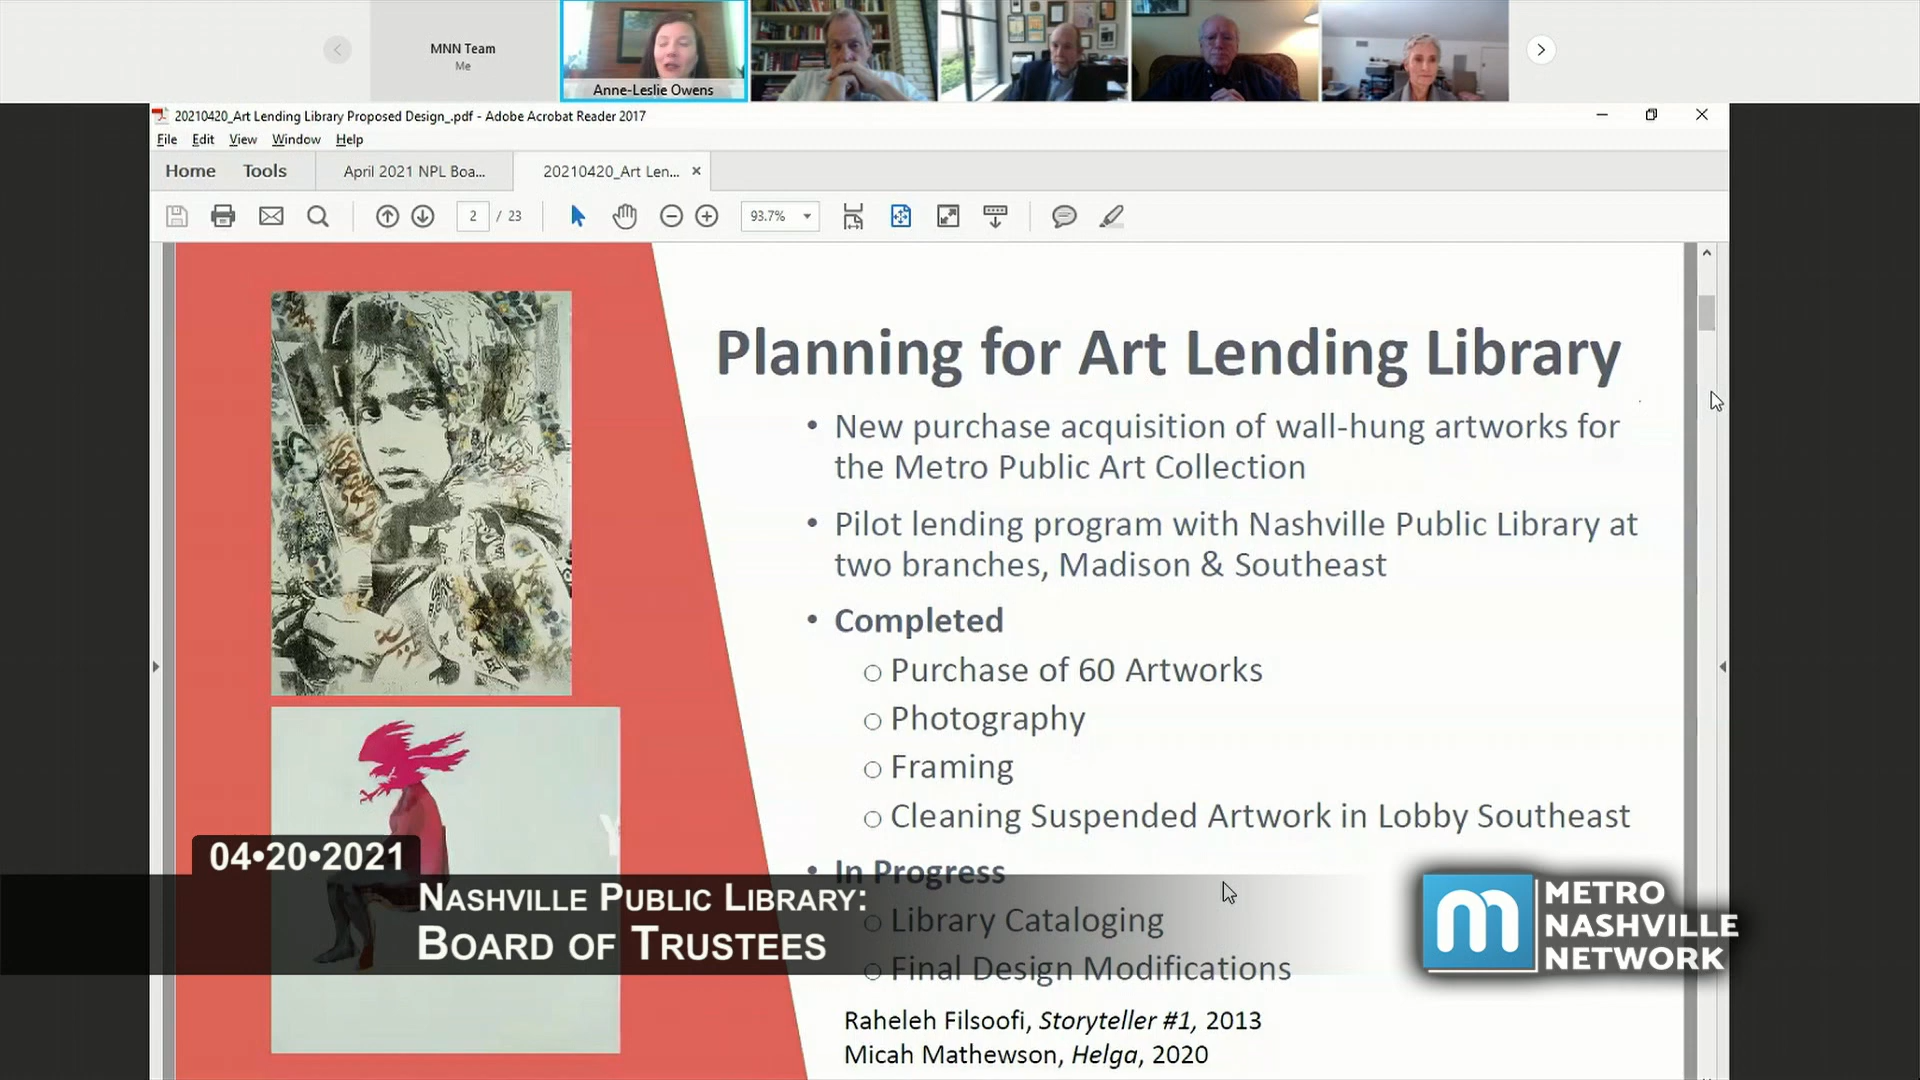 MNN Team
Me
Anne-Leslie Owens
20210420_Art Lending Library Proposed Design_.pdf - Adobe Acrobat Reader 2017
File Edit View Window Help
Home Tools April 2021 NPL Boa... 20210420_Art Len... ×
2 / 23 93.7%
Planning for Art Lending Library
• New purchase acquisition of wall-hung artworks for
the Metro Public Art Collection
• Pilot lending program with Nashville Public Library at
two branches, Madison & Southeast
• Completed
○ Purchase of 60 Artworks
○ Photography
○ Framing
○ Cleaning Suspended Artwork in Lobby Southeast
• In Progress
○ Library Cataloging
○ Final Design Modifications
Raheleh Filsoofi, Storyteller #1, 2013
Micah Mathewson, Helga, 2020
04•20•2021
Nashville Public Library:
Board of Trustees
METRO
NASHVILLE
NETWORK